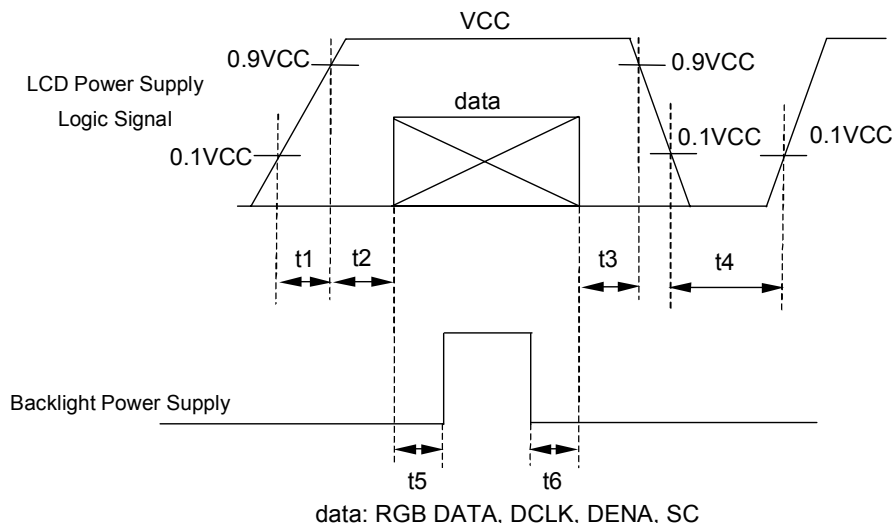 VCC
0.9VCC
0.9VCC
LCD Power Supply
Logic Signal
data
0.1VCC
0.1VCC
0.1VCC
t1
t2
t3
t4
Backlight Power Supply
t5
t6
data: RGB DATA, DCLK, DENA, SC